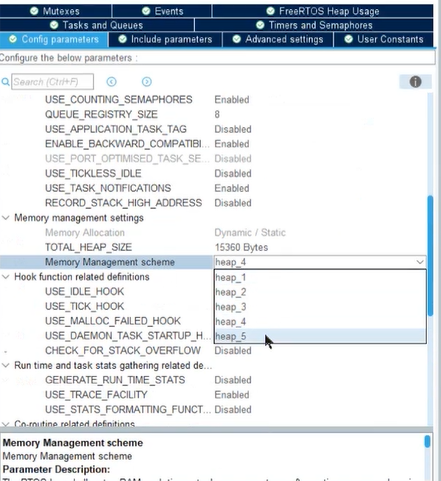 Mutexes Events FreeRTOS Heap Usage
Tasks and Queues Timers and Semaphores
Config parameters Include parameters Advanced settings User Constants
Configure the below parameters :
Search (Ctrl+F)
USE_COUNTING_SEMAPHORES Enabled
QUEUE_REGISTRY_SIZE 8
USE_APPLICATION_TASK_TAG Disabled
ENABLE_BACKWARD_COMPATIBI... Enabled
USE_PORT_OPTIMISED_TASK_SE... Disabled
USE_TICKLESS_IDLE Disabled
USE_TASK_NOTIFICATIONS Enabled
RECORD_STACK_HIGH_ADDRESS Disabled
Memory management settings
Memory Allocation Dynamic / Static
TOTAL_HEAP_SIZE 15360 Bytes
Memory Management scheme heap_4
Hook function related definitions heap_1
USE_IDLE_HOOK heap_2
USE_TICK_HOOK heap_3
USE_MALLOC_FAILED_HOOK heap_4
USE_DAEMON_TASK_STARTUP_H... heap_5
CHECK_FOR_STACK_OVERFLOW Disabled
Run time and task stats gathering related de...
GENERATE_RUN_TIME_STATS Disabled
USE_TRACE_FACILITY Enabled
USE_STATS_FORMATTING_FUNCT... Disabled
Co-routine related definitions
Memory Management scheme
Memory Management scheme
Parameter Description: